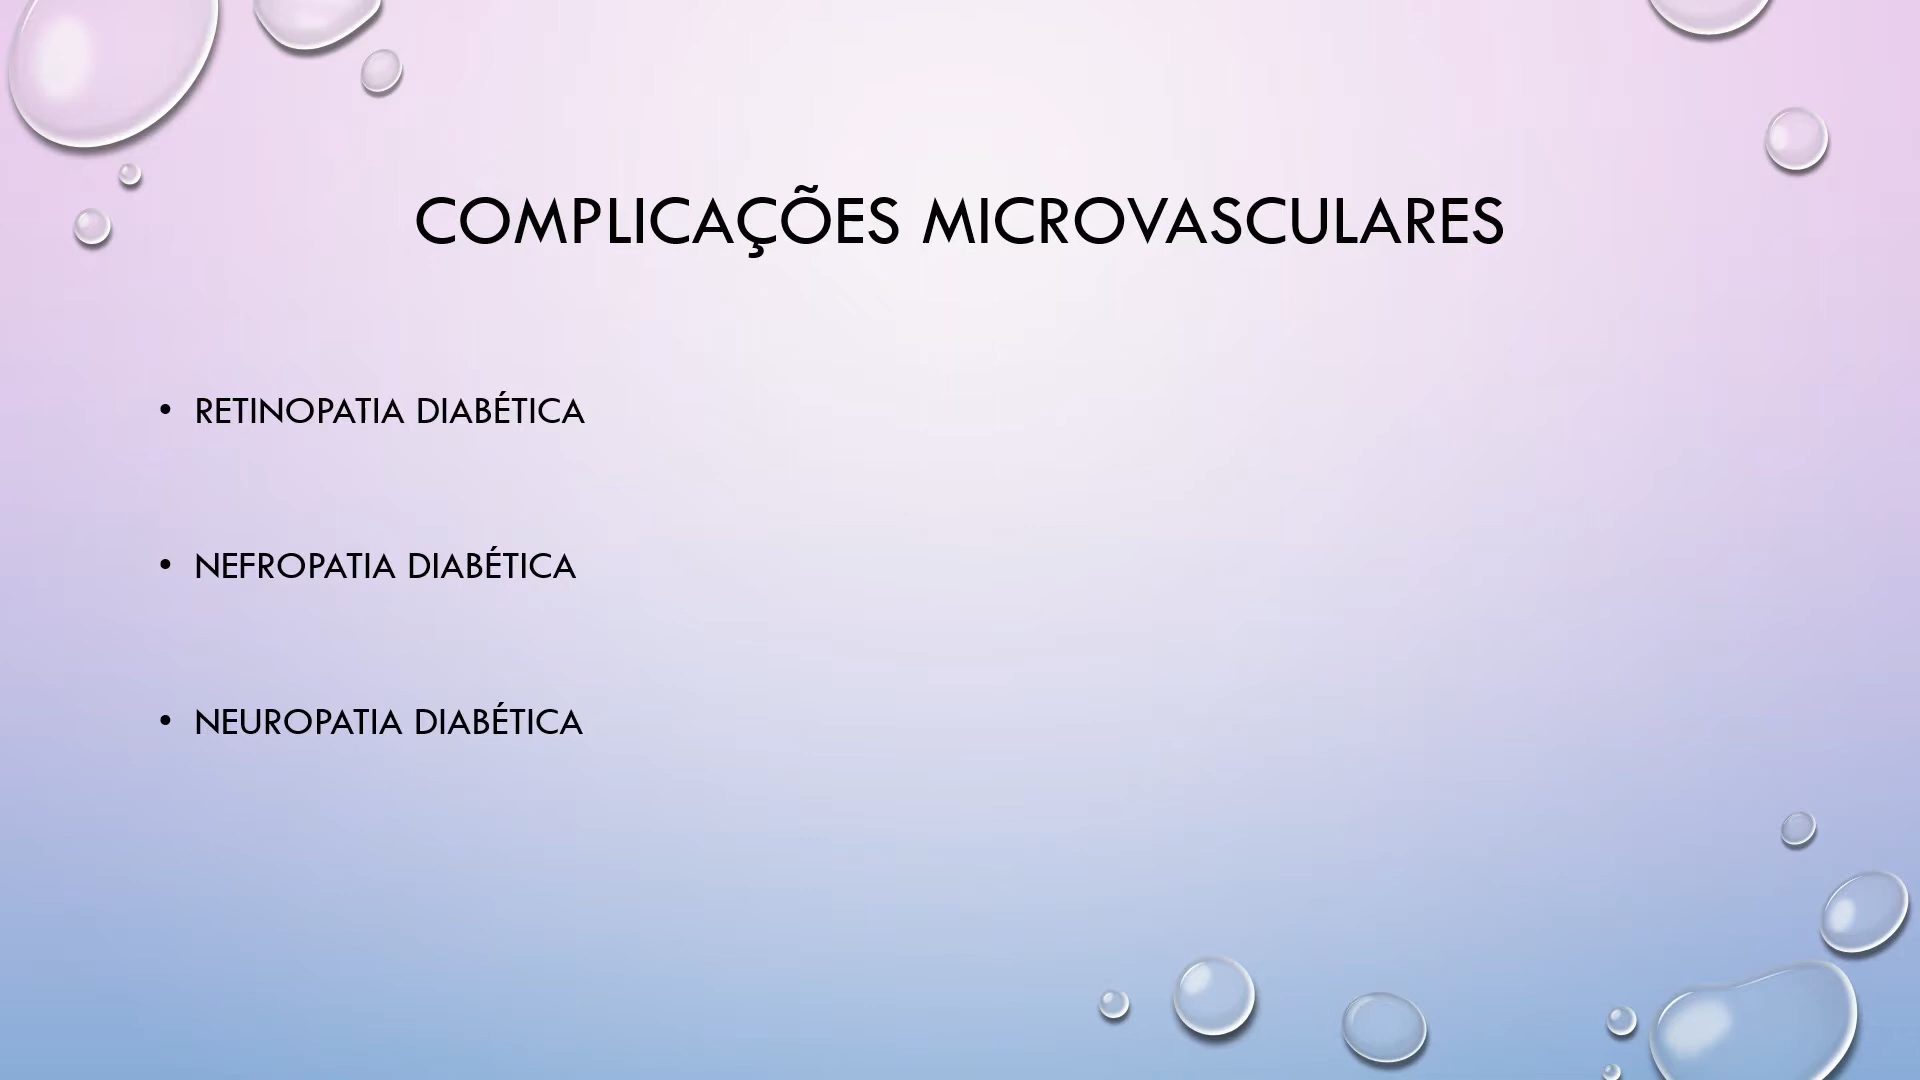 COMPLICAÇÕES MICROVASCULARES
• RETINOPATIA DIABÉTICA
• NEFROPATIA DIABÉTICA
• NEUROPATIA DIABÉTICA